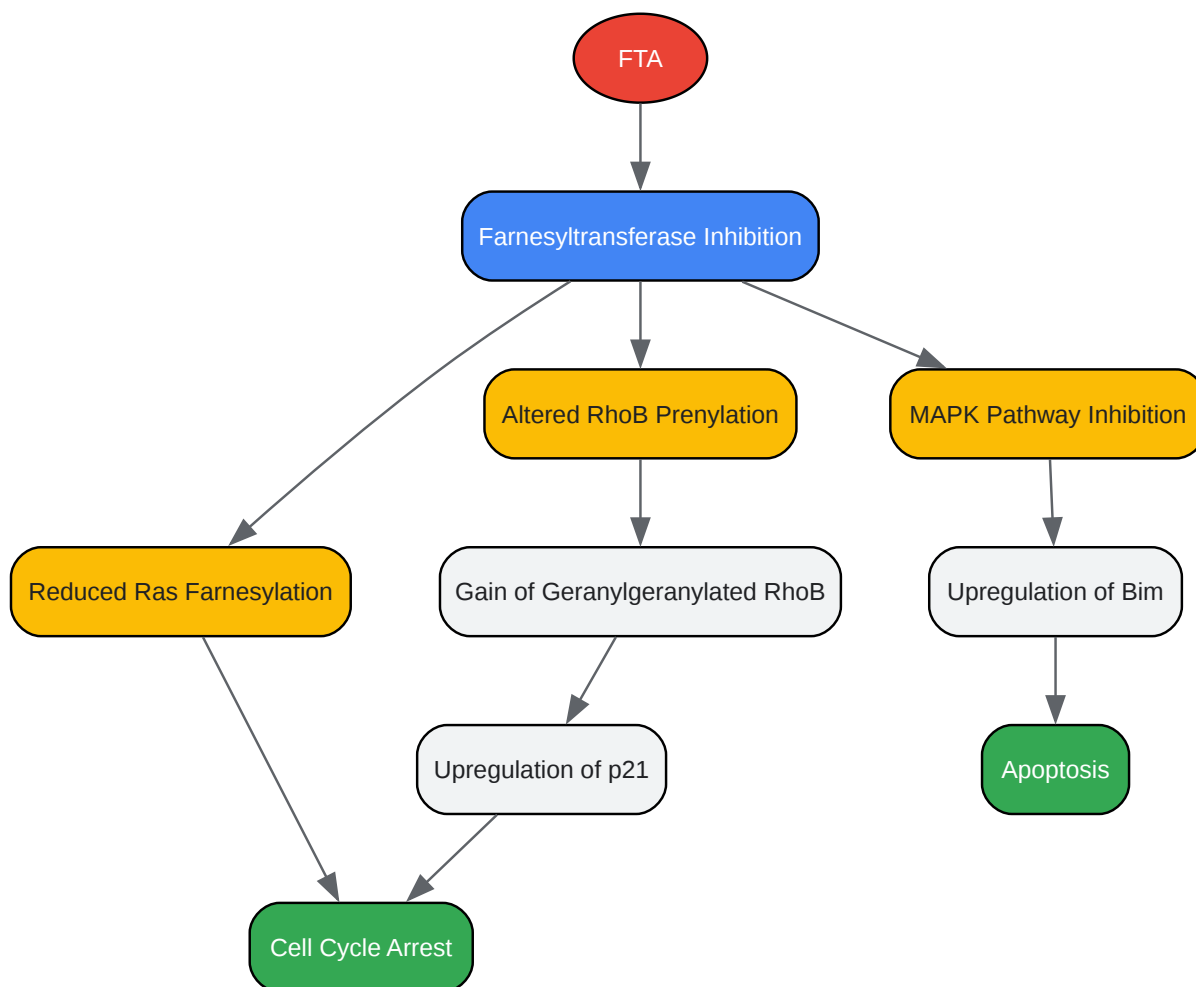 FTA
Farnesyltransferase Inhibition
Altered RhoB Prenylation
MAPK Pathway Inhibition
Reduced Ras Farnesylation
Gain of Geranylgeranylated RhoB
Upregulation of Bim
Upregulation of p21
Apoptosis
Cell Cycle Arrest